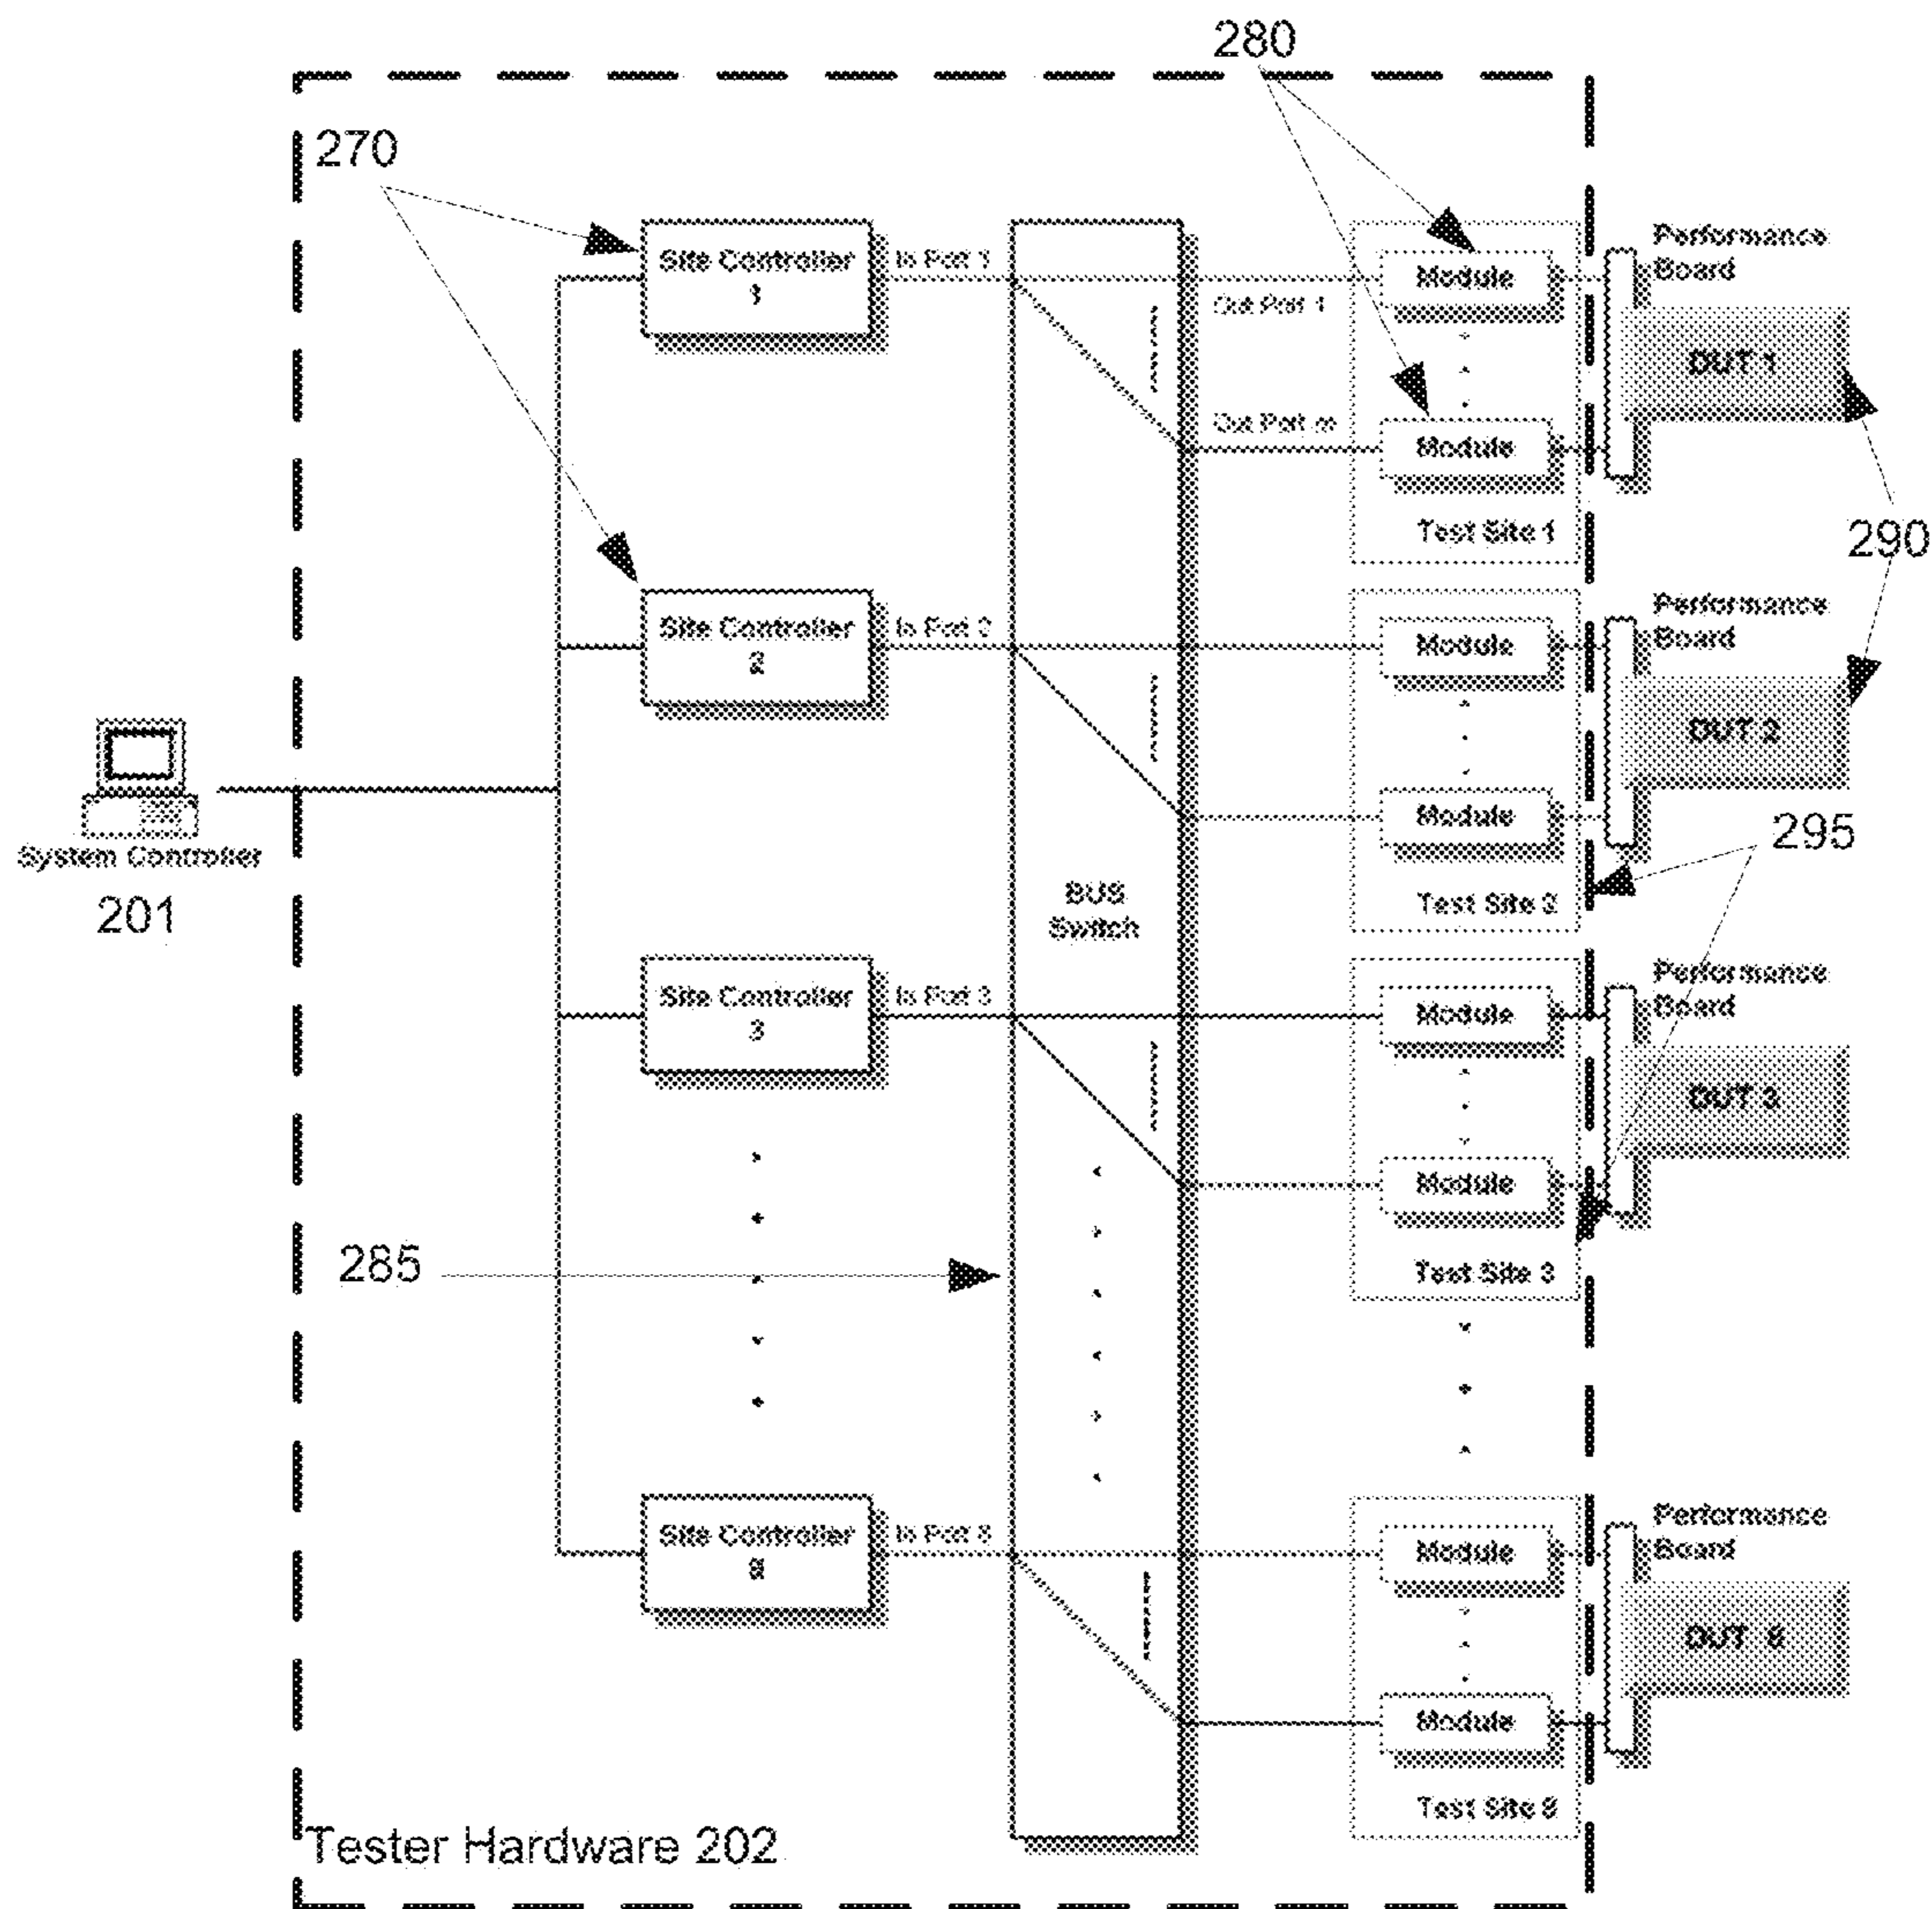 280
270
Site Controller
1
In Port 1
Module
Performance
Board
Out Port 1
DUT 1
Out Port m
Module
Test Site 1
290
Site Controller
2
In Port 2
Module
Performance
Board
DUT 2
Module
295
System Controller
201
BUS
Switch
Test Site 2
Site Controller
3
In Port 3
Module
Performance
Board
DUT 3
Module
285
Test Site 3
Site Controller
8
In Port 8
Module
Performance
Board
DUT 8
Module
Test Site 8
Tester Hardware 202